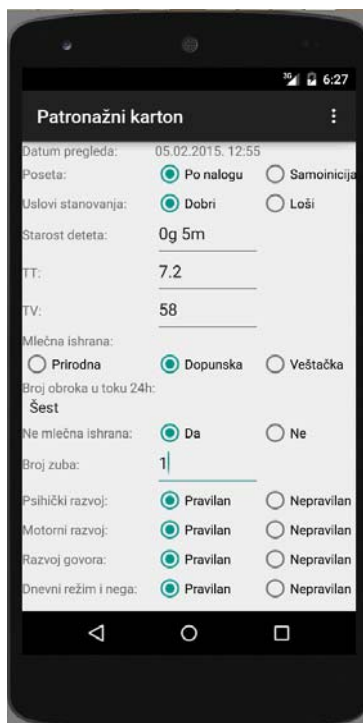 3G 6:27
Patronažni karton
Datum pregleda: 05.02.2015. 12:55
Poseta: Po nalogu Samoinicija
Uslovi stanovanja: Dobri Loši
Starost deteta: 0g 5m
TT: 7.2
TV: 58
Mlečna ishrana:
Prirodna Dopunska Veštačka
Broj obroka u toku 24h:
Šest
Ne mlečna ishrana: Da Ne
Broj zuba: 1
Psihički razvoj: Pravilan Nepravilan
Motorni razvoj: Pravilan Nepravilan
Razvoj govora: Pravilan Nepravilan
Dnevni režim i nega: Pravilan Nepravilan